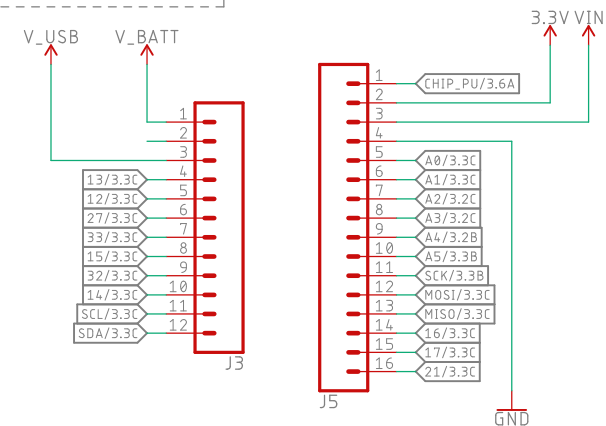 V_USB V_BATT
3.3V VIN
1
2
3
4
5
6
7
8
9
10
11
12
13/3.3C
12/3.3C
27/3.3C
33/3.3C
15/3.3C
32/3.3C
14/3.3C
SCL/3.3C
SDA/3.3C
J3
1 CHIP_PU/3.6A
2
3
4
5 A0/3.3C
6 A1/3.3C
7 A2/3.2C
8 A3/3.2C
9 A4/3.2B
10 A5/3.3B
11 SCK/3.3B
12 MOSI/3.3C
13 MISO/3.3C
14 16/3.3C
15 17/3.3C
16 21/3.3C
J5
GND